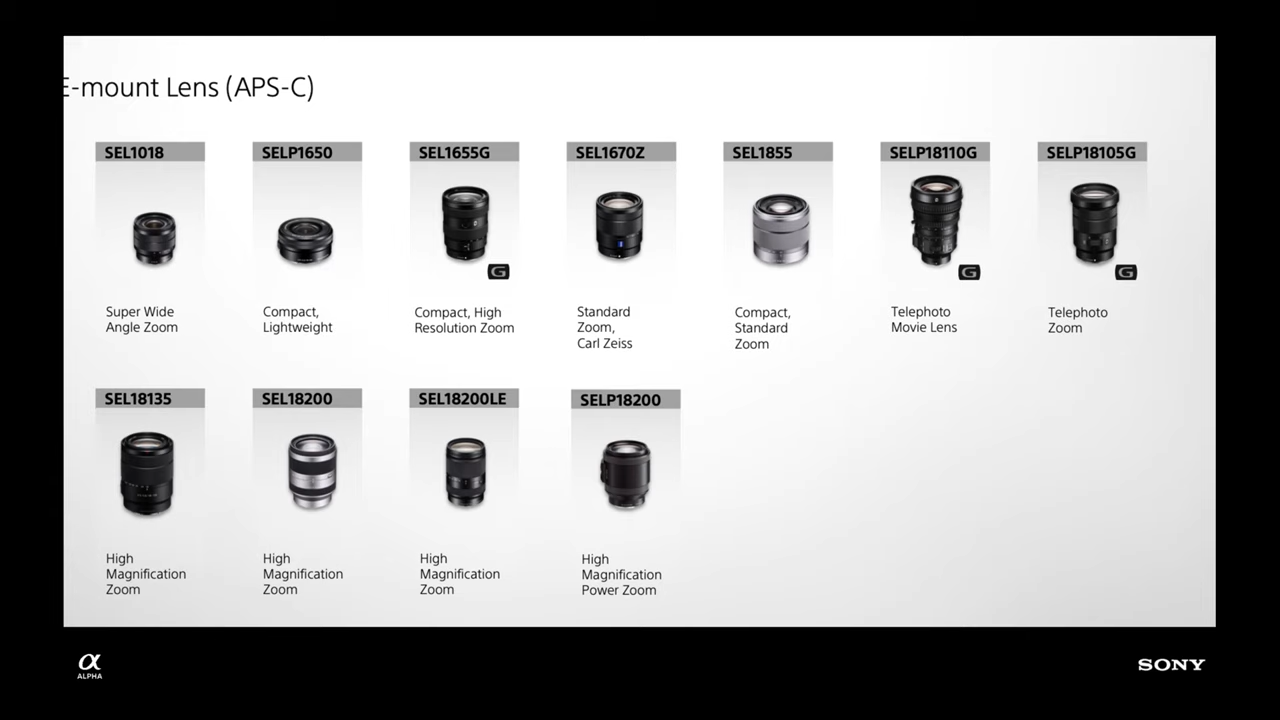 E-mount Lens (APS-C)
SEL1018
SELP1650
SEL1655G
SEL1670Z
SEL1855
SELP18110G
SELP18105G
G
G
G
Super Wide
Angle Zoom
Compact,
Lightweight
Compact, High
Resolution Zoom
Standard
Zoom,
Carl Zeiss
Compact,
Standard
Zoom
Telephoto
Movie Lens
Telephoto
Zoom
SEL18135
SEL18200
SEL18200LE
SELP18200
High
Magnification
Zoom
High
Magnification
Zoom
High
Magnification
Zoom
High
Magnification
Power Zoom
α
ALPHA
SONY